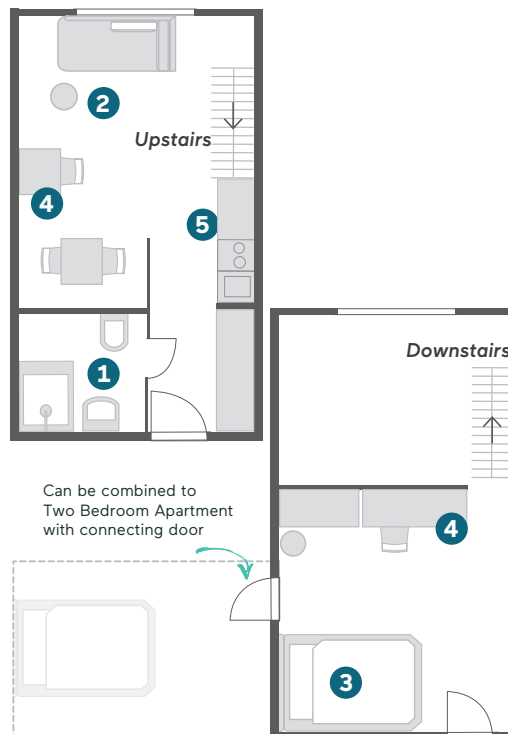 2
Upstairs
4
5
1
Downstairs
Can be combined to
Two Bedroom Apartment
with connecting door
4
3